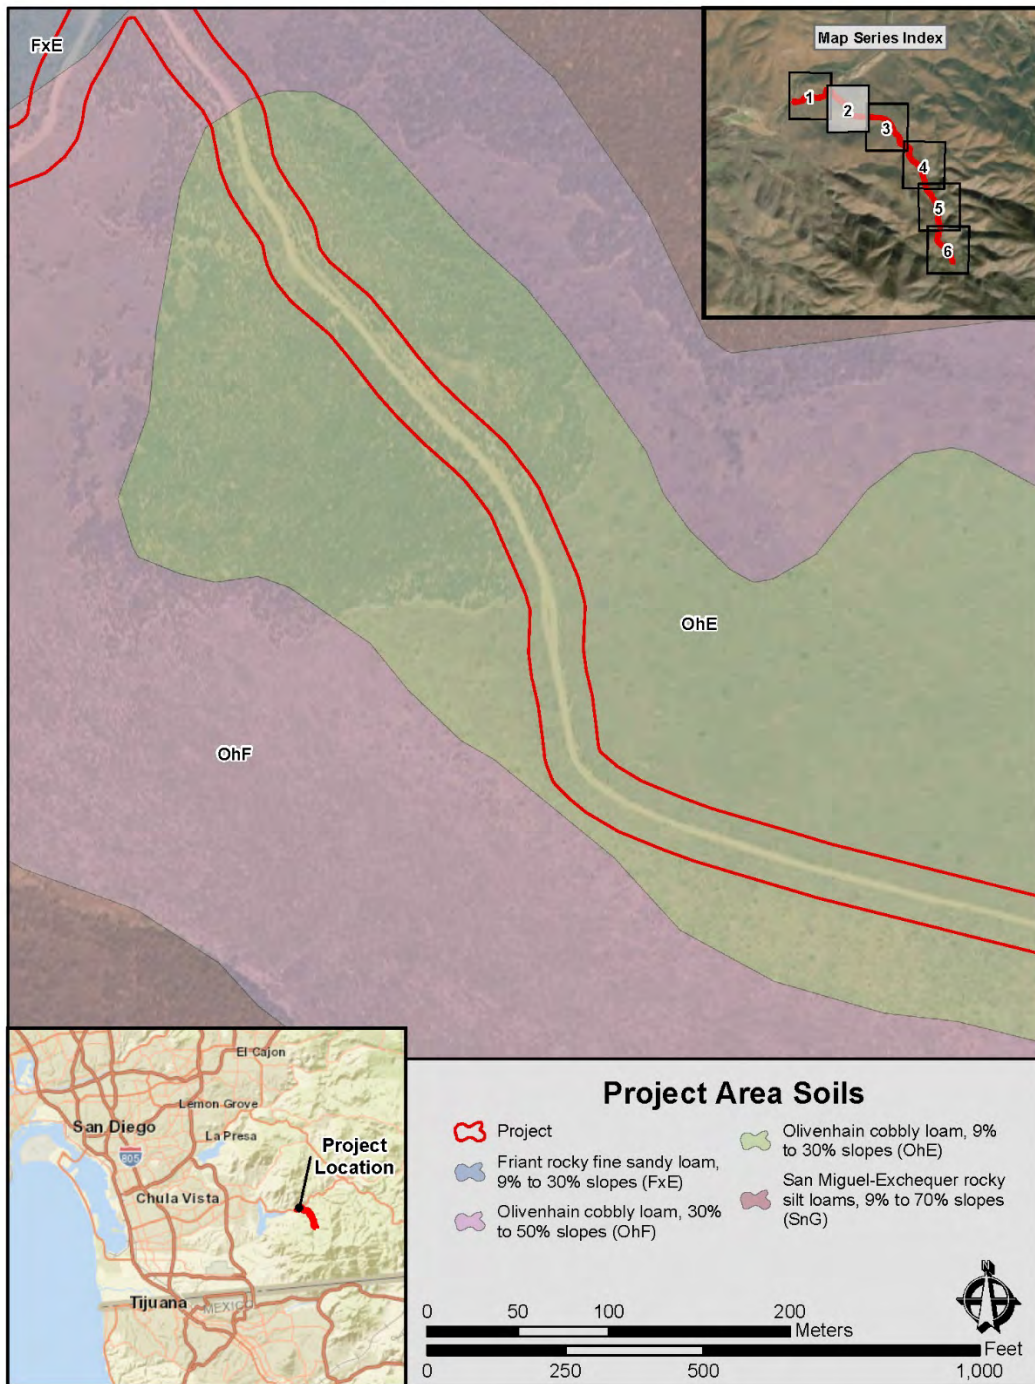 FxE
Map Series Index
1
2
3
4
5
6
OhE
OhF
El Cajon
Lemon Grove
San Diego
La Presa
805
Project
Location
Chula Vista
Tijuana
MEXICO
Project Area Soils
Project
Friant rocky fine sandy loam,
9% to 30% slopes (FxE)
Olivenhain cobbly loam, 30%
to 50% slopes (OhF)
Olivenhain cobbly loam, 9%
to 30% slopes (OhE)
San Miguel-Exchequer rocky
silt loams, 9% to 70% slopes
(SnG)
N
0 50 100 200
Meters
Feet
0 250 500 1,000